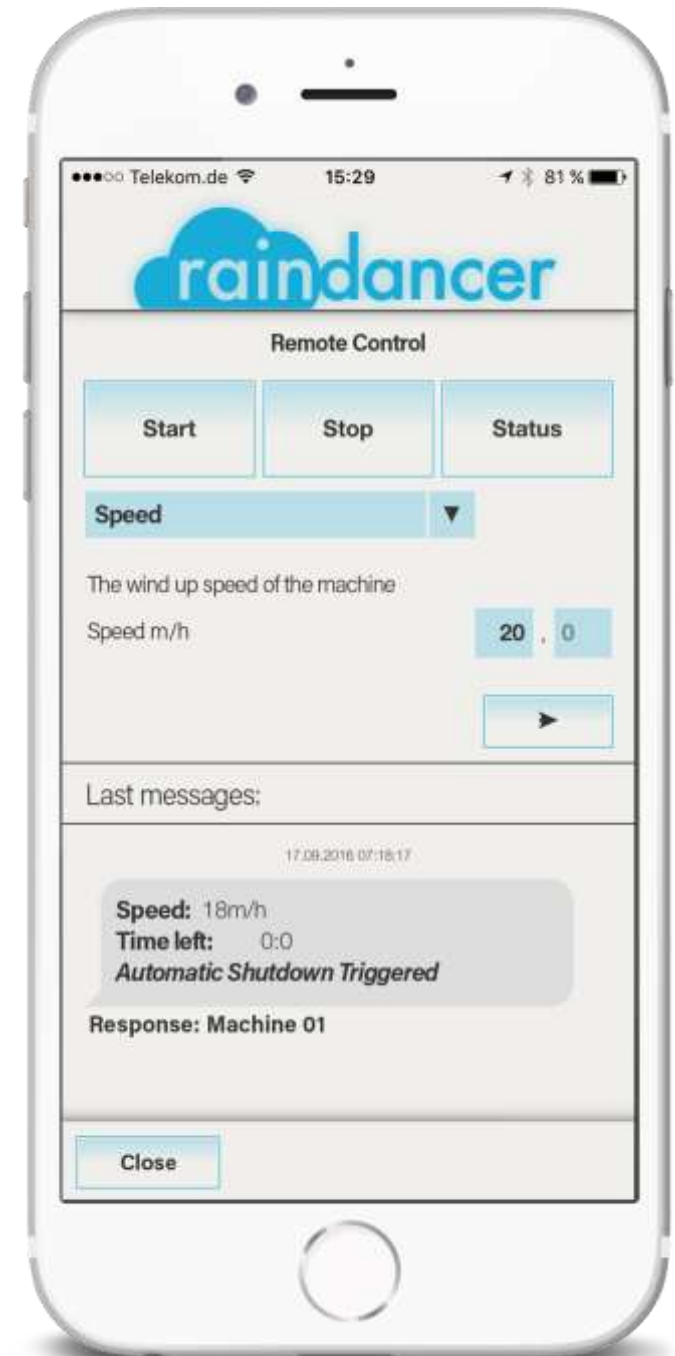 Telekom.de 15:29 81 %
raindancer
Remote Control
Start Stop Status
Speed ▼
The wind up speed of the machine
Speed m/h 20 . 0
Last messages:
17.09.2016 07:18:17
Speed: 18m/h
Time left: 0:0
Automatic Shutdown Triggered
Response: Machine 01
Close